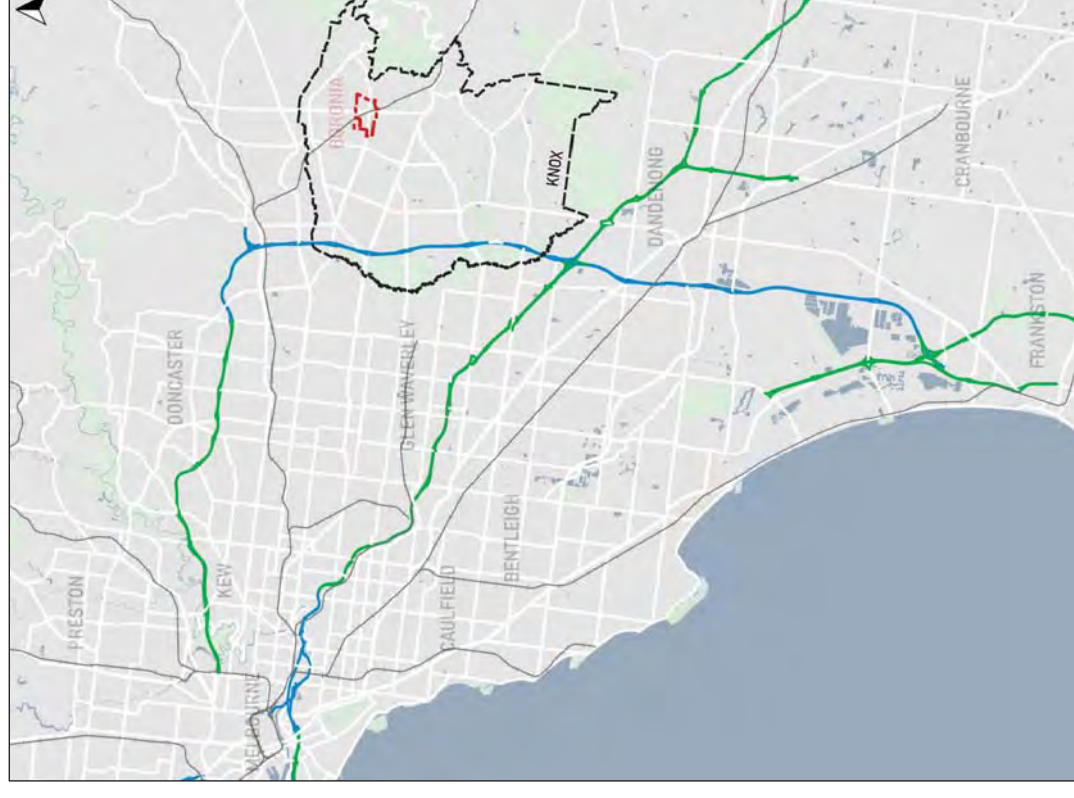 PRESTON
DONCASTER
BORONIA
KEW
MELBOURNE
GLEN WAVERLEY
KNOX
CAULFIELD
BENTLEIGH
DANDENONG
CRANBOURNE
FRANKSTON